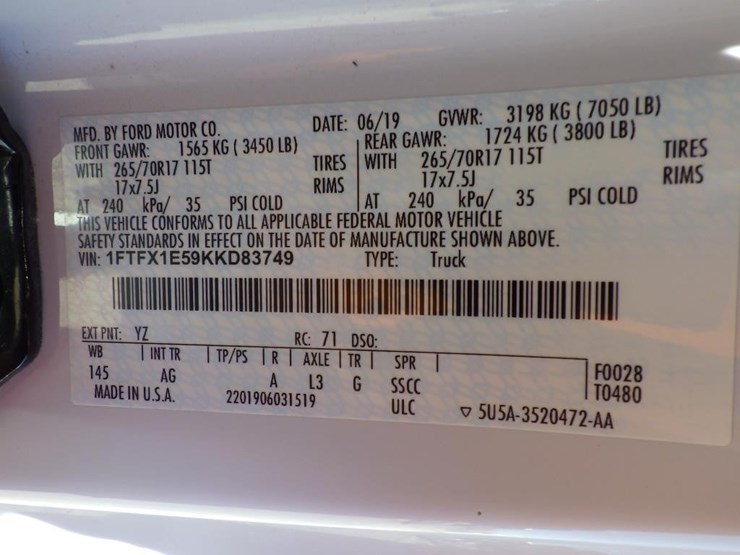 MFD. BY FORD MOTOR CO. DATE: 06/19 GVWR: 3198 KG ( 7050 LB)
FRONT GAWR: 1565 KG ( 3450 LB) REAR GAWR: 1724 KG ( 3800 LB)
WITH 265/70R17 115T TIRES WITH 265/70R17 115T TIRES
17x7.5J RIMS 17x7.5J RIMS
AT 240 kPa/ 35 PSI COLD AT 240 kPa/ 35 PSI COLD
THIS VEHICLE CONFORMS TO ALL APPLICABLE FEDERAL MOTOR VEHICLE
SAFETY STANDARDS IN EFFECT ON THE DATE OF MANUFACTURE SHOWN ABOVE.
VIN: 1FTFX1E59KKD83749 TYPE: Truck
EXT PNT: YZ RC: 71 DSO:
WB INT TR TP/PS R AXLE TR SPR F0028
145 AG A L3 G SSCC T0480
MADE IN U.S.A. 2201906031519 ULC ▽ 5U5A-3520472-AA